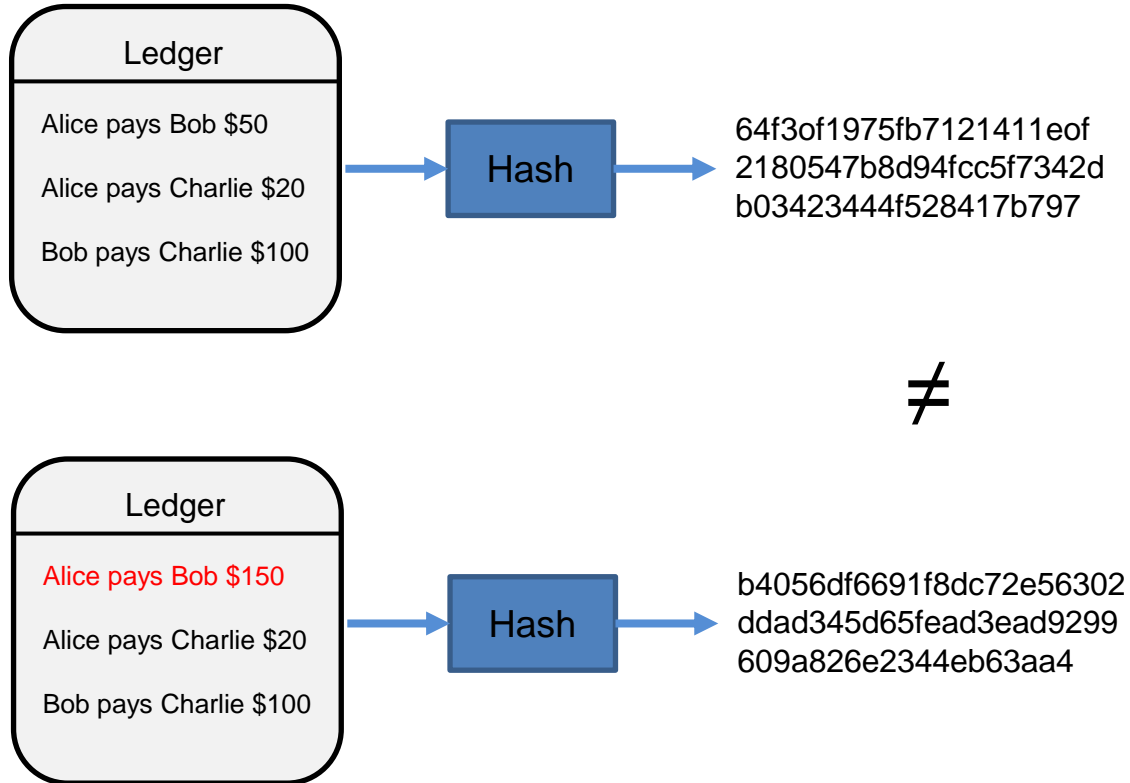 Ledger
Alice pays Bob $50
Alice pays Charlie $20
Bob pays Charlie $100
Hash
64f3of1975fb7121411eof
2180547b8d94fcc5f7342d
b03423444f528417b797
≠
Ledger
Alice pays Bob $150
Alice pays Charlie $20
Bob pays Charlie $100
Hash
b4056df6691f8dc72e56302
ddad345d65fead3ead9299
609a826e2344eb63aa4